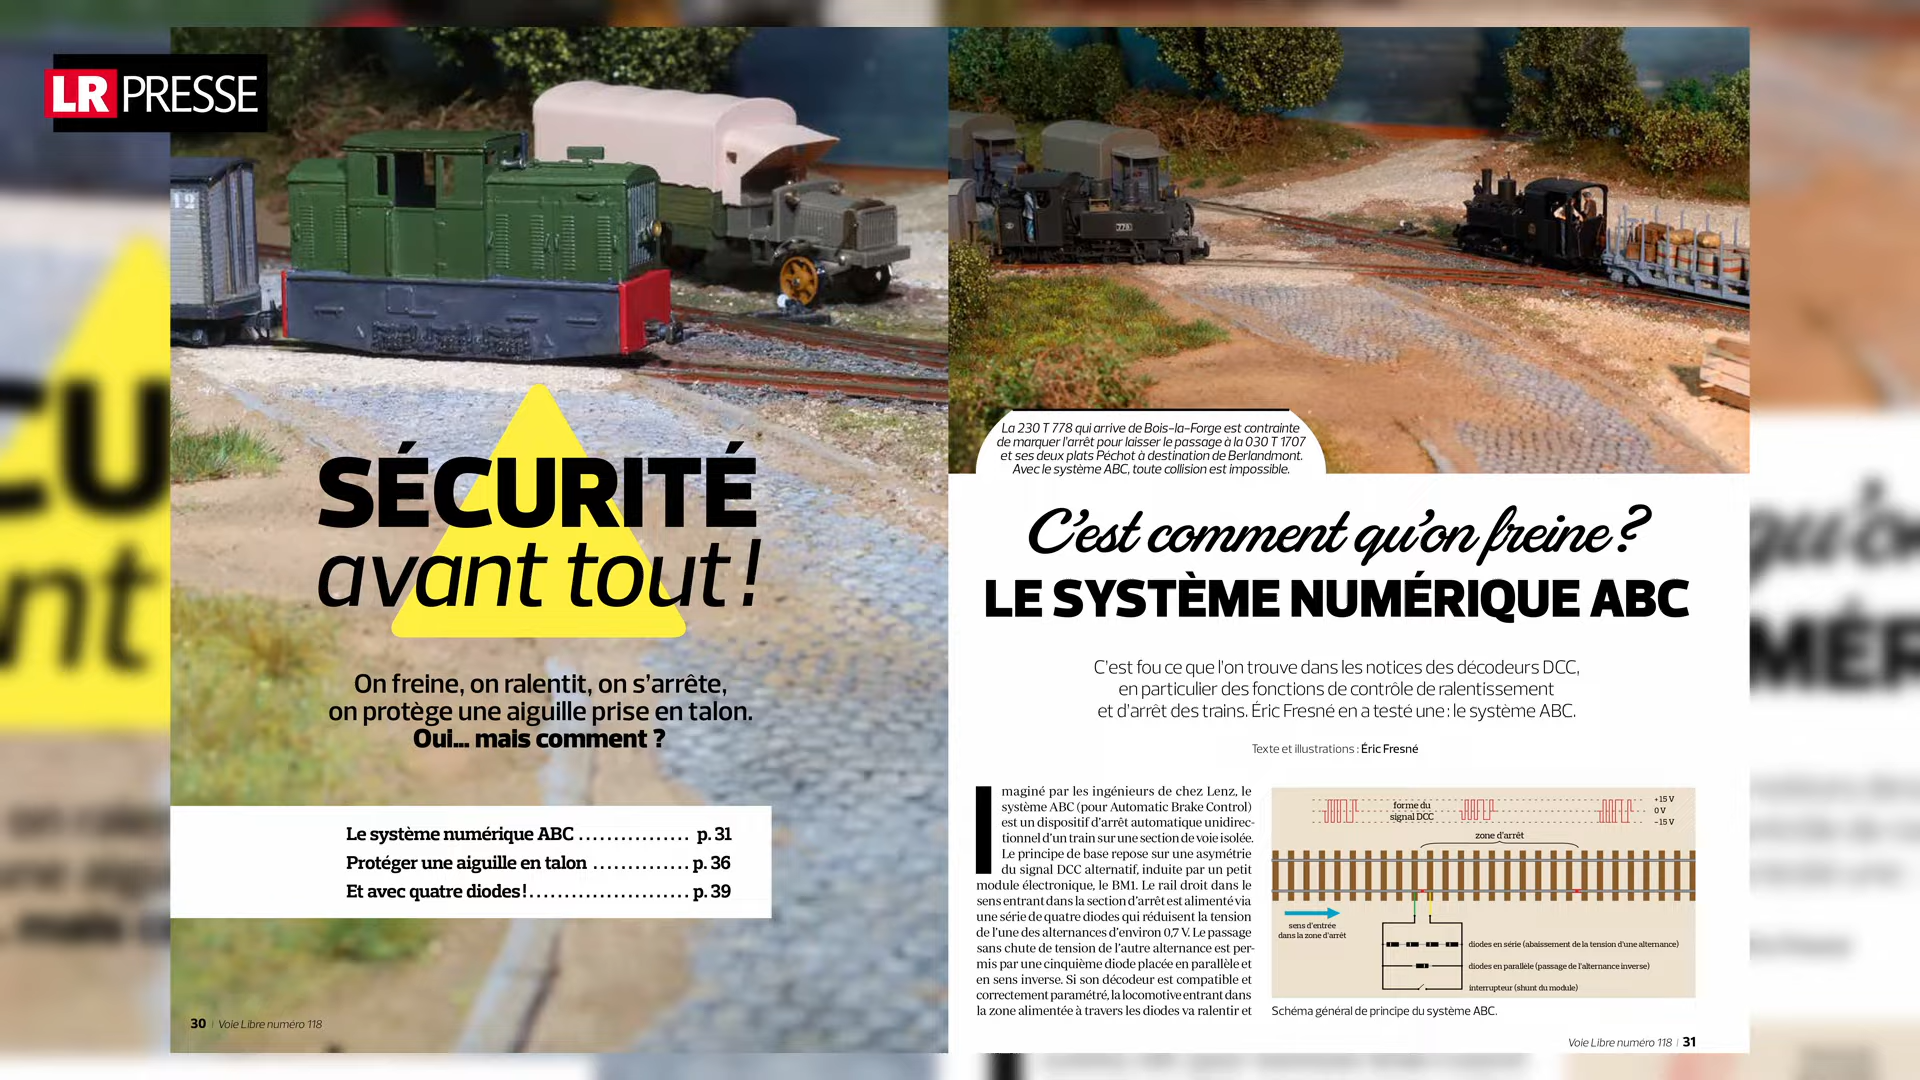 LR PRESSE
12
SÉCURITÉ
avant tout !
On freine, on ralentit, on s'arrête,
on protège une aiguille prise en talon.
Oui... mais comment ?
Le système numérique ABC ................ p. 31
Protéger une aiguille en talon .............. p. 36
Et avec quatre diodes !........................ p. 39
30 | Voie Libre numéro 118
778
La 230 T 778 qui arrive de Bois-la-Forge est contrainte
de marquer l'arrêt pour laisser le passage à la 030 T 1707
et ses deux plats Péchot à destination de Berlandmont.
Avec le système ABC, toute collision est impossible.
C'est comment qu'on freine ?
LE SYSTÈME NUMÉRIQUE ABC
C'est fou ce que l'on trouve dans les notices des décodeurs DCC,
en particulier des fonctions de contrôle de ralentissement
et d'arrêt des trains. Éric Fresné en a testé une : le système ABC.
Texte et illustrations : Éric Fresné
Imaginé par les ingénieurs de chez Lenz, le
système ABC (pour Automatic Brake Control)
est un dispositif d'arrêt automatique unidirec-
tionnel d'un train sur une section de voie isolée.
Le principe de base repose sur une asymétrie
du signal DCC alternatif, induite par un petit
module électronique, le BM1. Le rail droit dans le
sens entrant dans la section d'arrêt est alimenté via
une série de quatre diodes qui réduisent la tension
de l'une des alternances d'environ 0,7 V. Le passage
sans chute de tension de l'autre alternance est per-
mis par une cinquième diode placée en parallèle et
en sens inverse. Si son décodeur est compatible et
correctement paramétré, la locomotive entrant dans
la zone alimentée à travers les diodes va ralentir et
forme du
signal DCC
+15 V
0 V
-15 V
zone d'arrêt
sens d'entrée
dans la zone d'arrêt
diodes en série (abaissement de la tension d'une alternance)
diodes en parallèle (passage de l'alternance inverse)
interrupteur (shunt du module)
Schéma général de principe du système ABC.
Voie Libre numéro 118 | 31